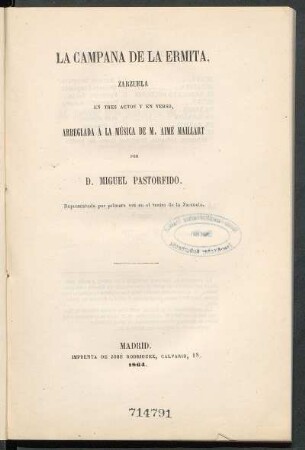 LA CAMPANA DE LA ERMITA,
ZARZUELA
EN TRES ACTOS Y EN VERSO,
ARREGLADA Á LA MÚSICA DE M. AIMÉ MAILLART
POR
D. MIGUEL PASTORFIDO.
Representada por primera vez en el teatro de la Zarzuela.
MADRID.
IMPRENTA DE JOSÉ RODRIGUEZ, CALVARIO, 18.
1864.
714791